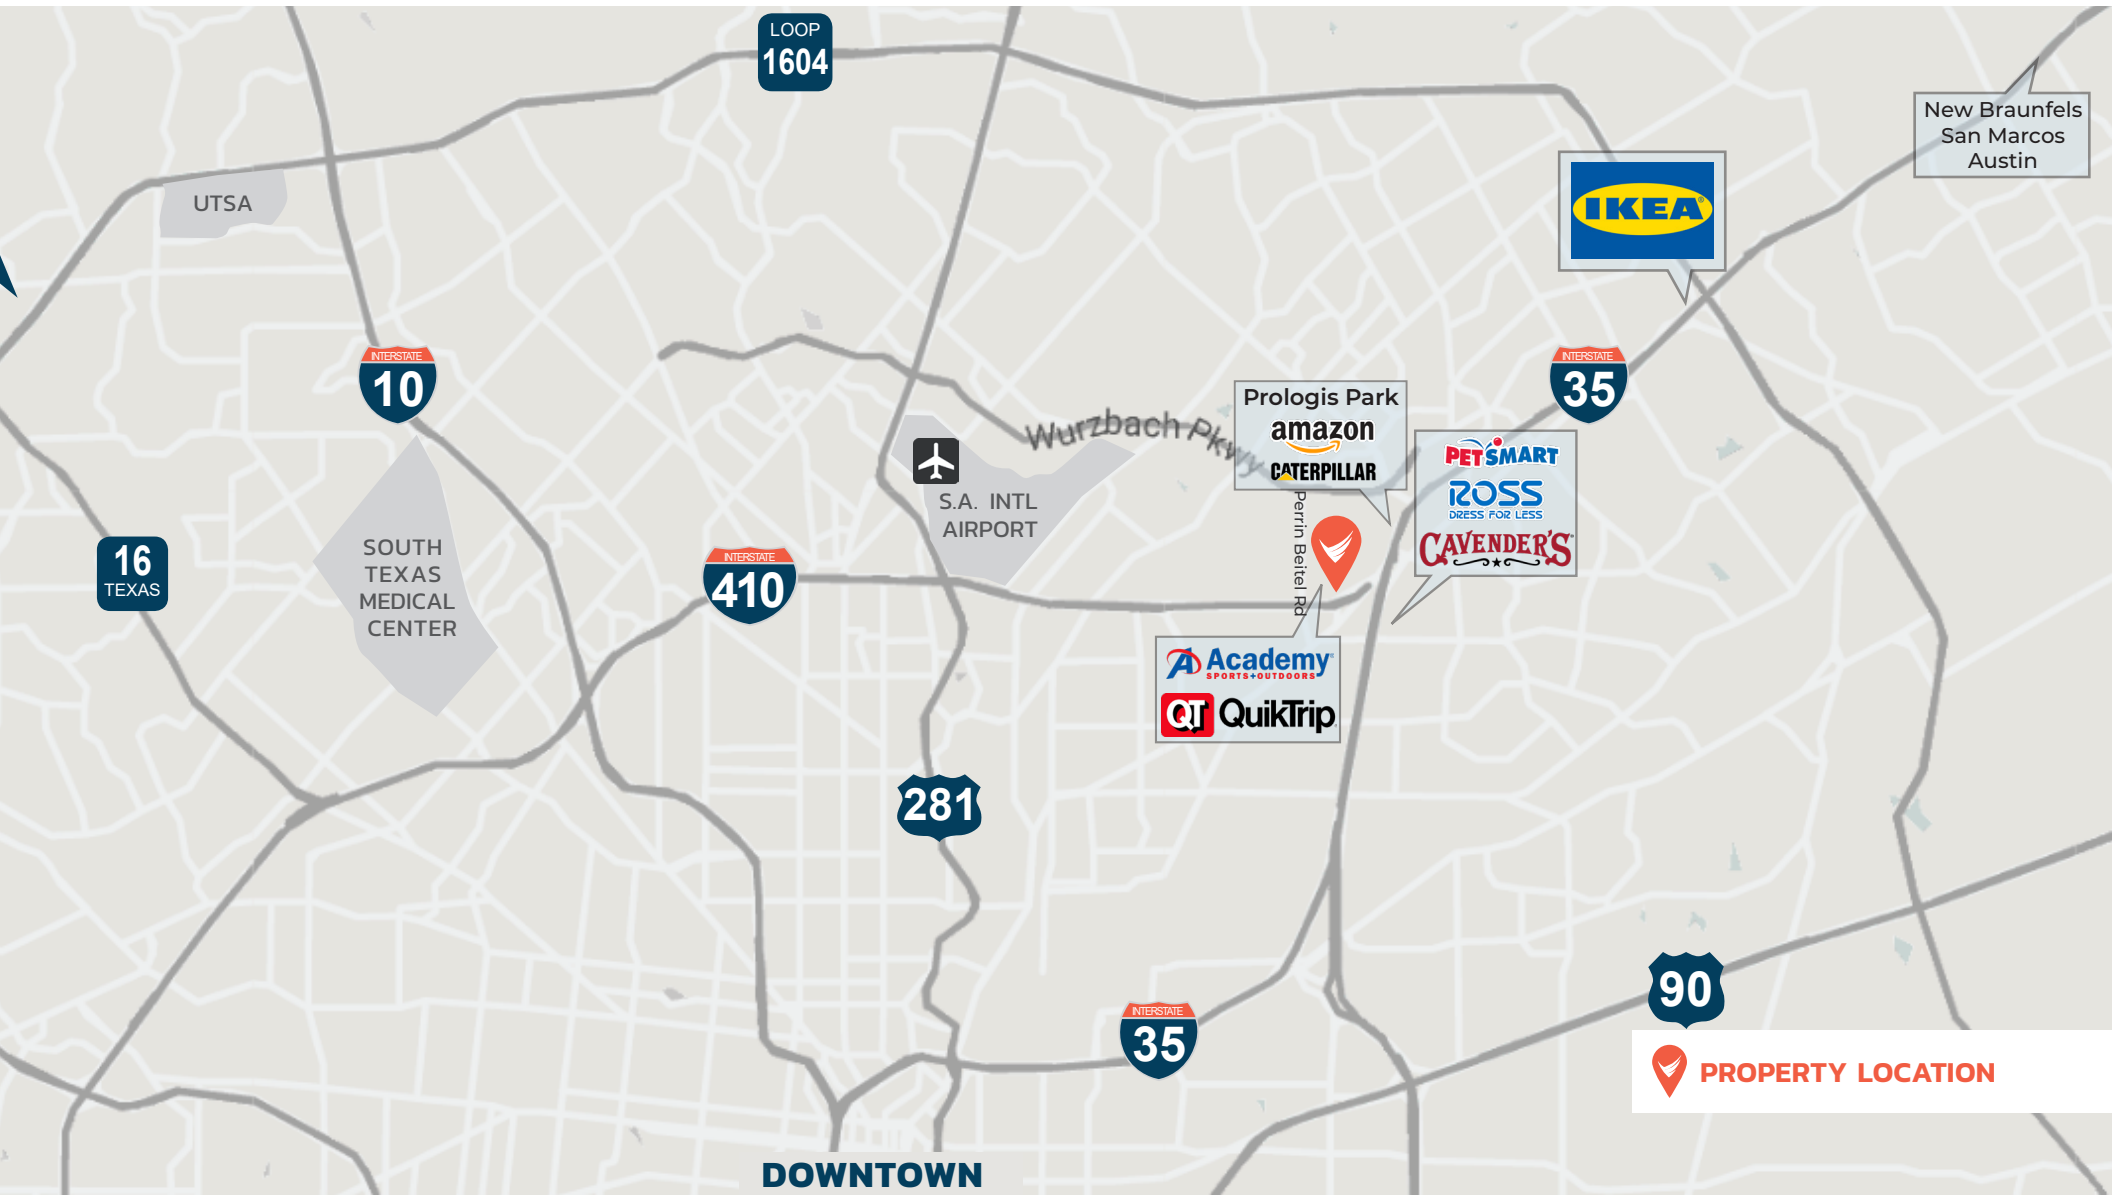 LOOP
1604
New Braunfels
San Marcos
Austin
UTSA
IKEA
INTERSTATE
10
INTERSTATE
35
Prologis Park
amazon
CATERPILLAR
Wurzbach Pkwy
PETSMART
ROSS
DRESS FOR LESS
CAVENDER'S
S.A. INTL
AIRPORT
Perrin Beitel Rd
SOUTH
TEXAS
MEDICAL
CENTER
16
TEXAS
INTERSTATE
410
Academy
SPORTS+OUTDOORS
QT QuikTrip
281
90
INTERSTATE
35
PROPERTY LOCATION
DOWNTOWN